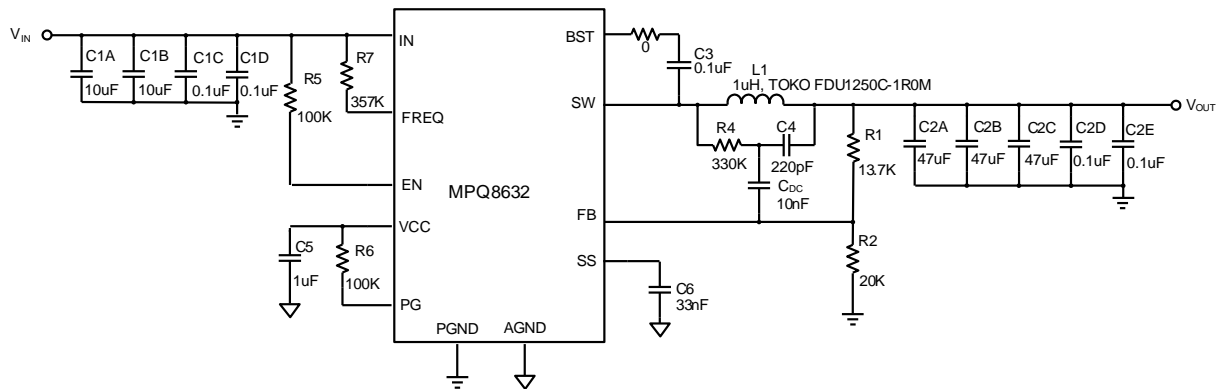 VIN
C1A
10uF
C1B
10uF
C1C
0.1uF
C1D
0.1uF
R5
100K
R7
357K
IN
FREQ
EN
VCC
PG
PGND
AGND
MPQ8632
BST
SW
FB
SS
C5
1uF
R6
100K
0
C3
0.1uF
L1
1uH, TOKO FDU1250C-1R0M
R4
330K
C4
220pF
CDC
10nF
R1
13.7K
R2
20K
C6
33nF
C2A
47uF
C2B
47uF
C2C
47uF
C2D
0.1uF
C2E
0.1uF
VOUT